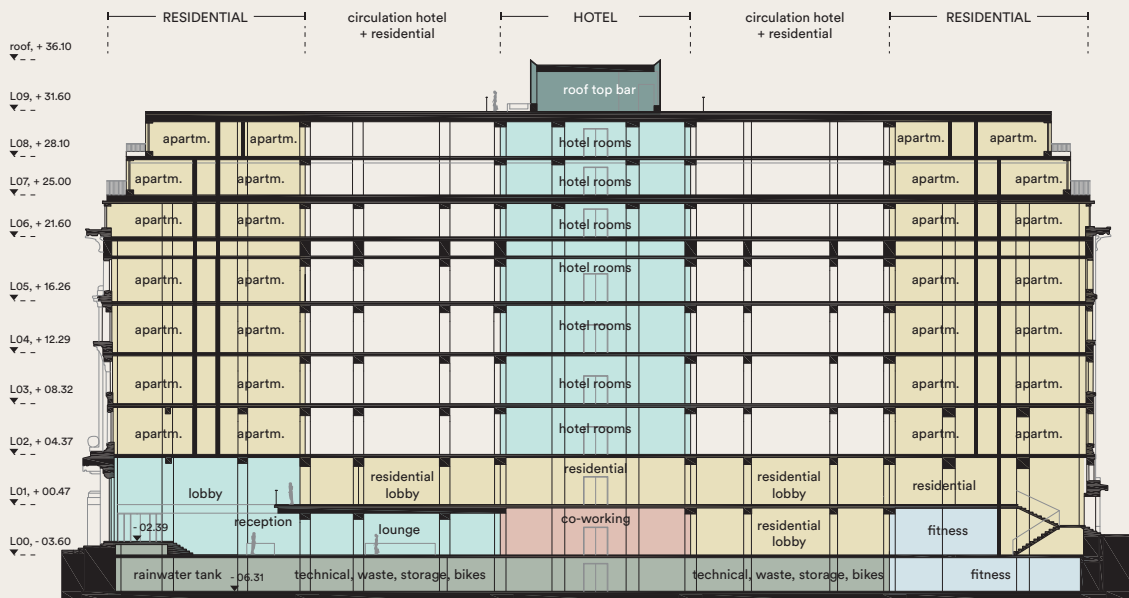 RESIDENTIAL
circulation hotel
+ residential
HOTEL
circulation hotel
+ residential
RESIDENTIAL
roof, + 36.10
roof top bar
L09, + 31.60
apartm. apartm. hotel rooms apartm. apartm.
L08, + 28.10
apartm. apartm. hotel rooms apartm. apartm.
L07, + 25.00
apartm. apartm. hotel rooms apartm. apartm.
L06, + 21.60
apartm. apartm. hotel rooms apartm. apartm.
L05, + 16.26
apartm. apartm. hotel rooms apartm. apartm.
L04, + 12.29
apartm. apartm. hotel rooms apartm. apartm.
L03, + 08.32
apartm. apartm. hotel rooms apartm. apartm.
L02, + 04.37
residential
residential
lobby
residential
lobby
residential
lobby
L01, + 00.47
reception
- 02.39
lounge
co-working
residential
lobby
fitness
L00, - 03.60
rainwater tank
- 06.31
technical, waste, storage, bikes
technical, waste, storage, bikes
fitness